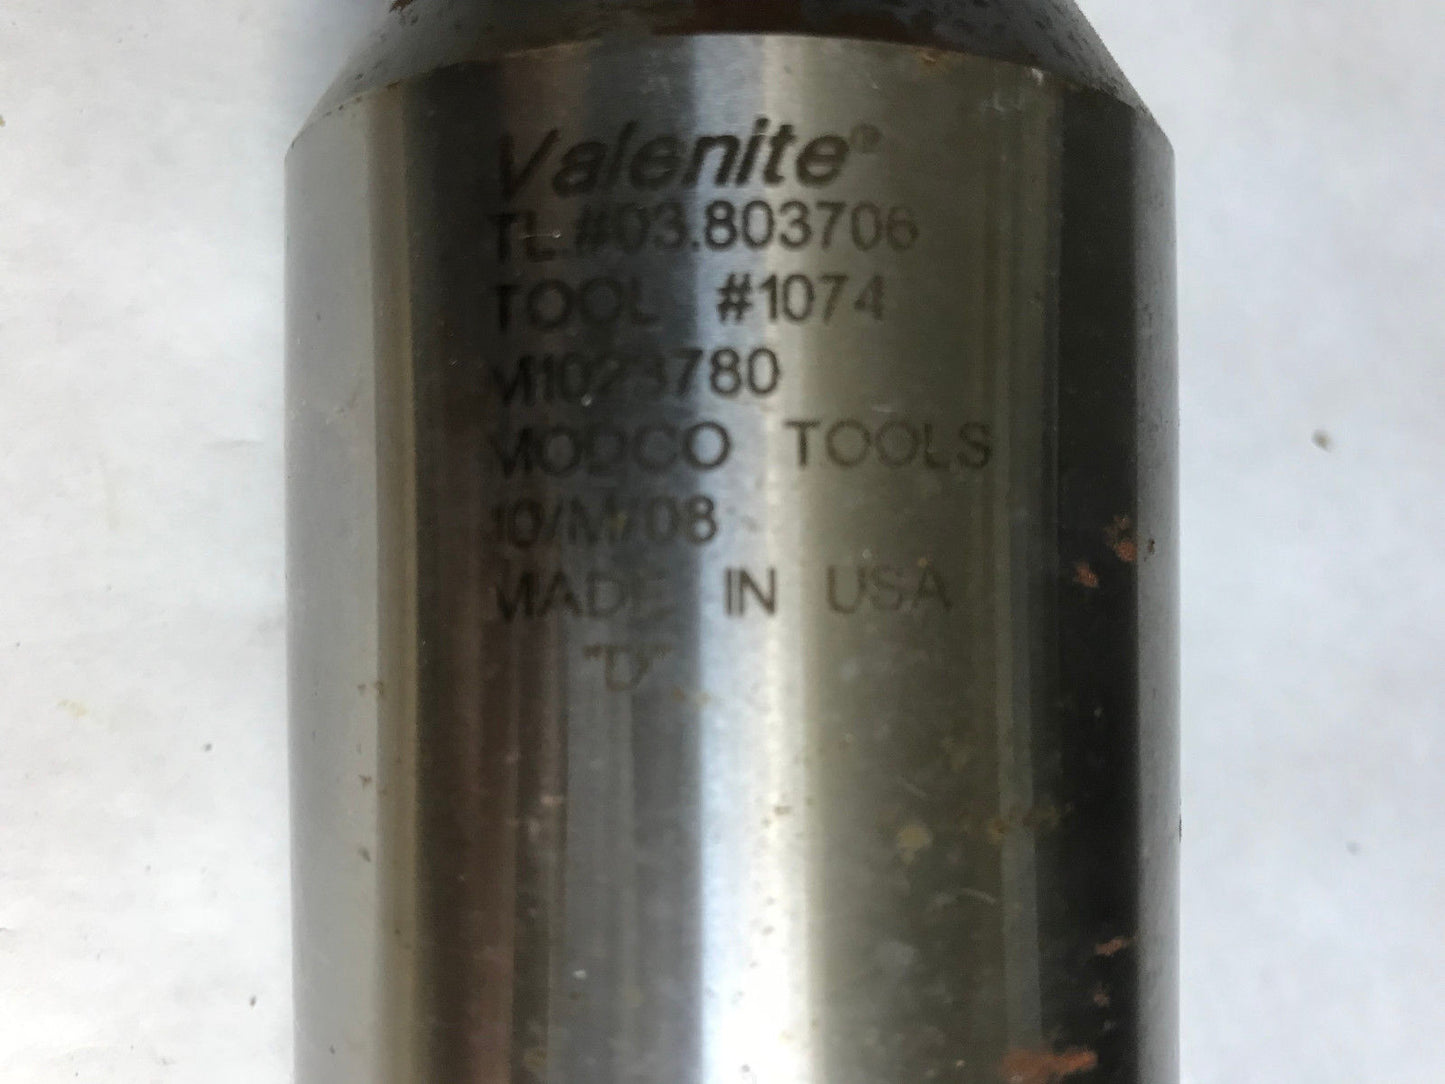 Valenite®
TL.#03.803706
TOOL #1074
M1023780
MODCO TOOLS
10/M/08
MADE IN USA
"D"